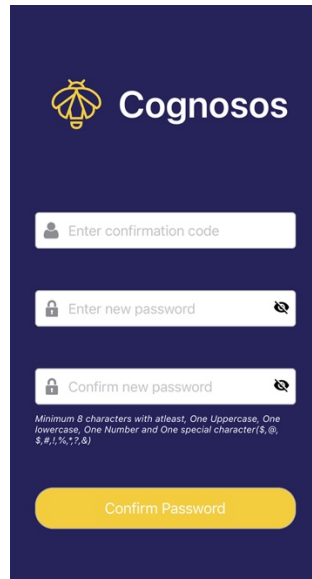 Cognosos
Enter confirmation code
Enter new password
Confirm new password
Minimum 8 characters with atleast, One Uppercase, One
lowercase, One Number and One special character($,@,
$,#,!,%,*,?,&)
Confirm Password